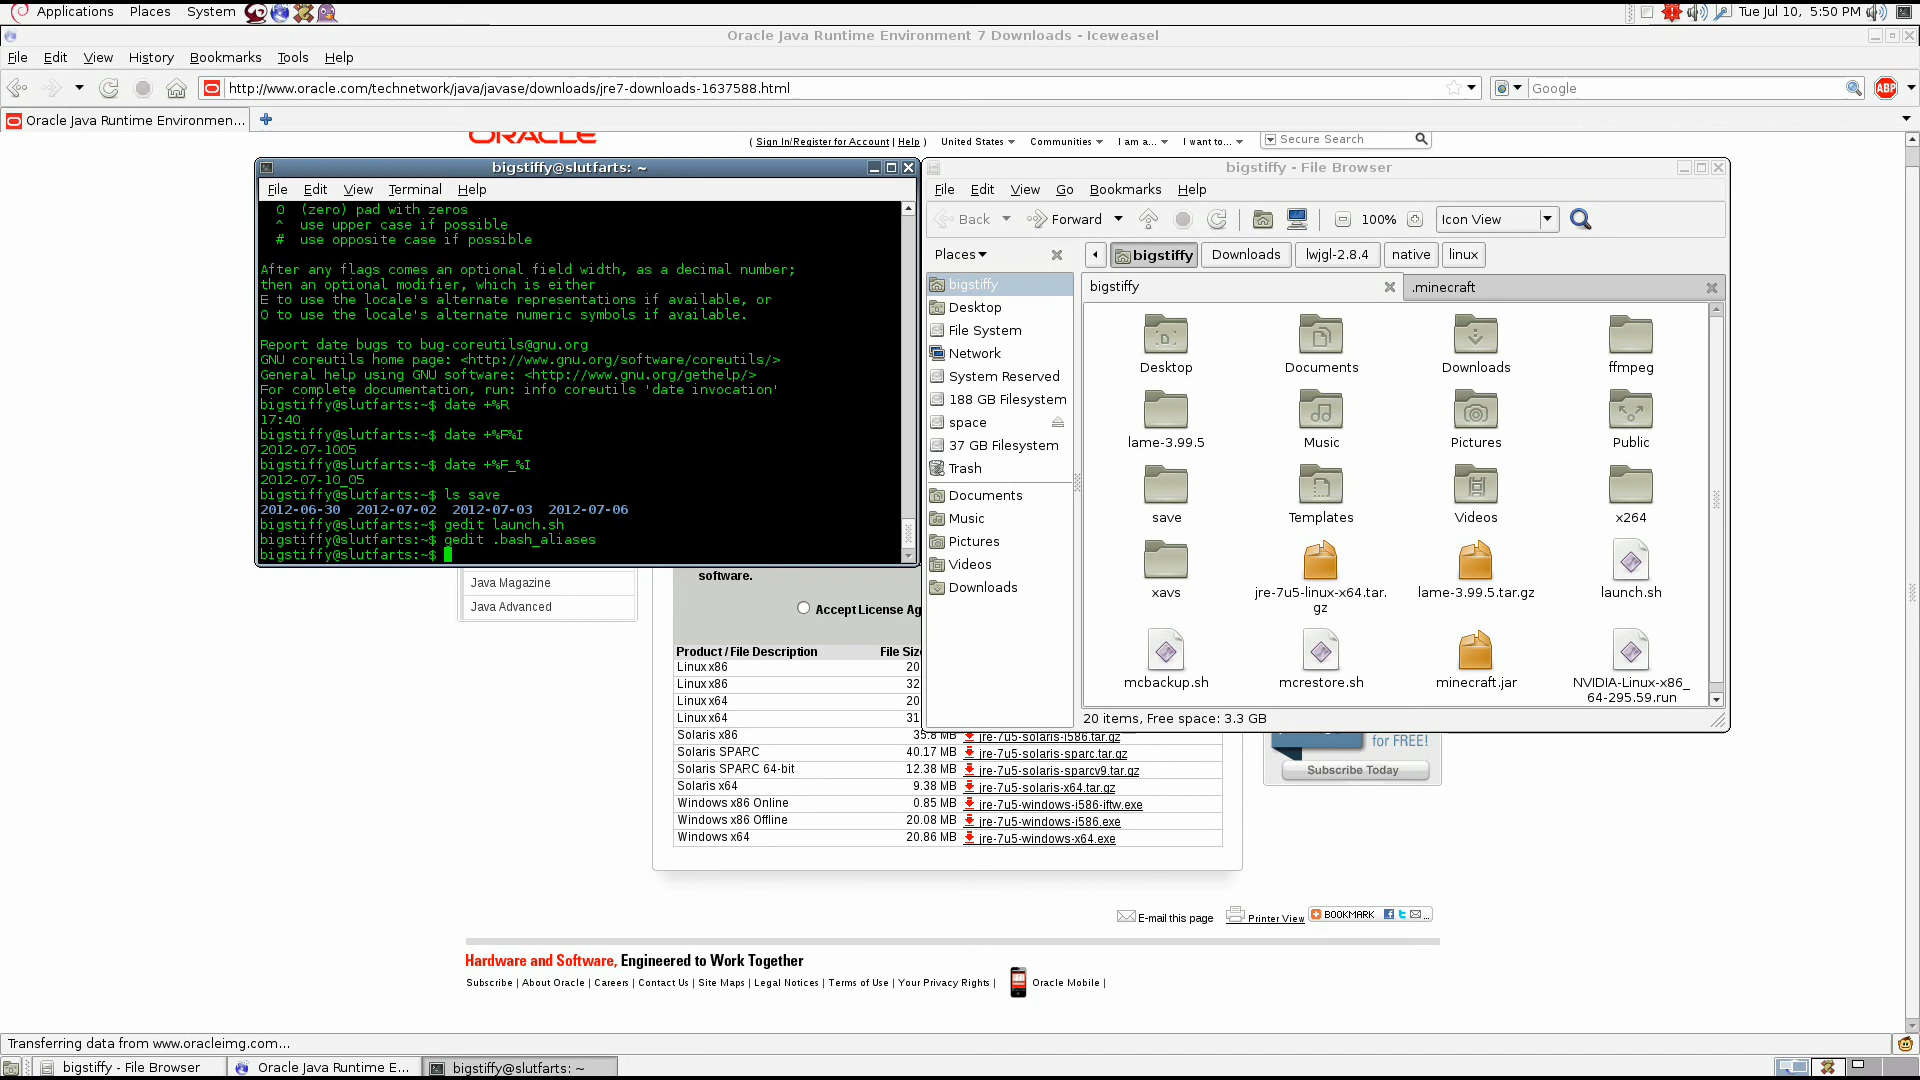 Applications Places System Tue Jul 10, 5:50 PM
Oracle Java Runtime Environment 7 Downloads - Iceweasel
File Edit View History Bookmarks Tools Help
http://www.oracle.com/technetwork/java/javase/downloads/jre7-downloads-1637588.html Google ABP
Oracle Java Runtime Environmen...
ORACLE
( Sign In/Register for Account | Help ) United States Communities I am a... I want to... Secure Search
bigstiffy@slutfarts: ~
File Edit View Terminal Help
0 (zero) pad with zeros
^ use upper case if possible
# use opposite case if possible
After any flags comes an optional field width, as a decimal number;
then an optional modifier, which is either
E to use the locale's alternate representations if available, or
O to use the locale's alternate numeric symbols if available.
Report date bugs to bug-coreutils@gnu.org
GNU coreutils home page: <http://www.gnu.org/software/coreutils/>
General help using GNU software: <http://www.gnu.org/gethelp/>
For complete documentation, run: info coreutils 'date invocation'
bigstiffy@slutfarts:~$ date +%R
17:40
bigstiffy@slutfarts:~$ date +%F%I
2012-07-1005
bigstiffy@slutfarts:~$ date +%F_%I
2012-07-10_05
bigstiffy@slutfarts:~$ ls save
2012-06-30 2012-07-02 2012-07-03 2012-07-06
bigstiffy@slutfarts:~$ gedit launch.sh
bigstiffy@slutfarts:~$ gedit .bash_aliases
bigstiffy@slutfarts:~$
bigstiffy - File Browser
File Edit View Go Bookmarks Help
Back Forward 100% Icon View
Places bigstiffy Downloads lwjgl-2.8.4 native linux
bigstiffy
Desktop
File System
Network
System Reserved
188 GB Filesystem
space
37 GB Filesystem
Trash
Documents
Music
Pictures
Videos
Downloads
bigstiffy .minecraft
Desktop Documents Downloads ffmpeg
lame-3.99.5 Music Pictures Public
save Templates Videos x264
xavs jre-7u5-linux-x64.tar.gz lame-3.99.5.tar.gz launch.sh
mcbackup.sh mcrestore.sh minecraft.jar NVIDIA-Linux-x86_64-295.59.run
20 items, Free space: 3.3 GB
Java Magazine
Java Advanced
software.
Accept License Ag
Product / File Description File Size
Linux x86 20
Linux x86 32
Linux x64 20
Linux x64 31
Solaris x86 35.8 MB jre-7u5-solaris-i586.tar.gz
Solaris SPARC 40.17 MB jre-7u5-solaris-sparc.tar.gz
Solaris SPARC 64-bit 12.38 MB jre-7u5-solaris-sparcv9.tar.gz
Solaris x64 9.38 MB jre-7u5-solaris-x64.tar.gz
Windows x86 Online 0.85 MB jre-7u5-windows-i586-iftw.exe
Windows x86 Offline 20.08 MB jre-7u5-windows-i586.exe
Windows x64 20.86 MB jre-7u5-windows-x64.exe
for FREE!
Subscribe Today
E-mail this page Printer View BOOKMARK
Hardware and Software, Engineered to Work Together
Subscribe | About Oracle | Careers | Contact Us | Site Maps | Legal Notices | Terms of Use | Your Privacy Rights | Oracle Mobile |
Transferring data from www.oracleimg.com...
bigstiffy - File Browser Oracle Java Runtime E... bigstiffy@slutfarts: ~